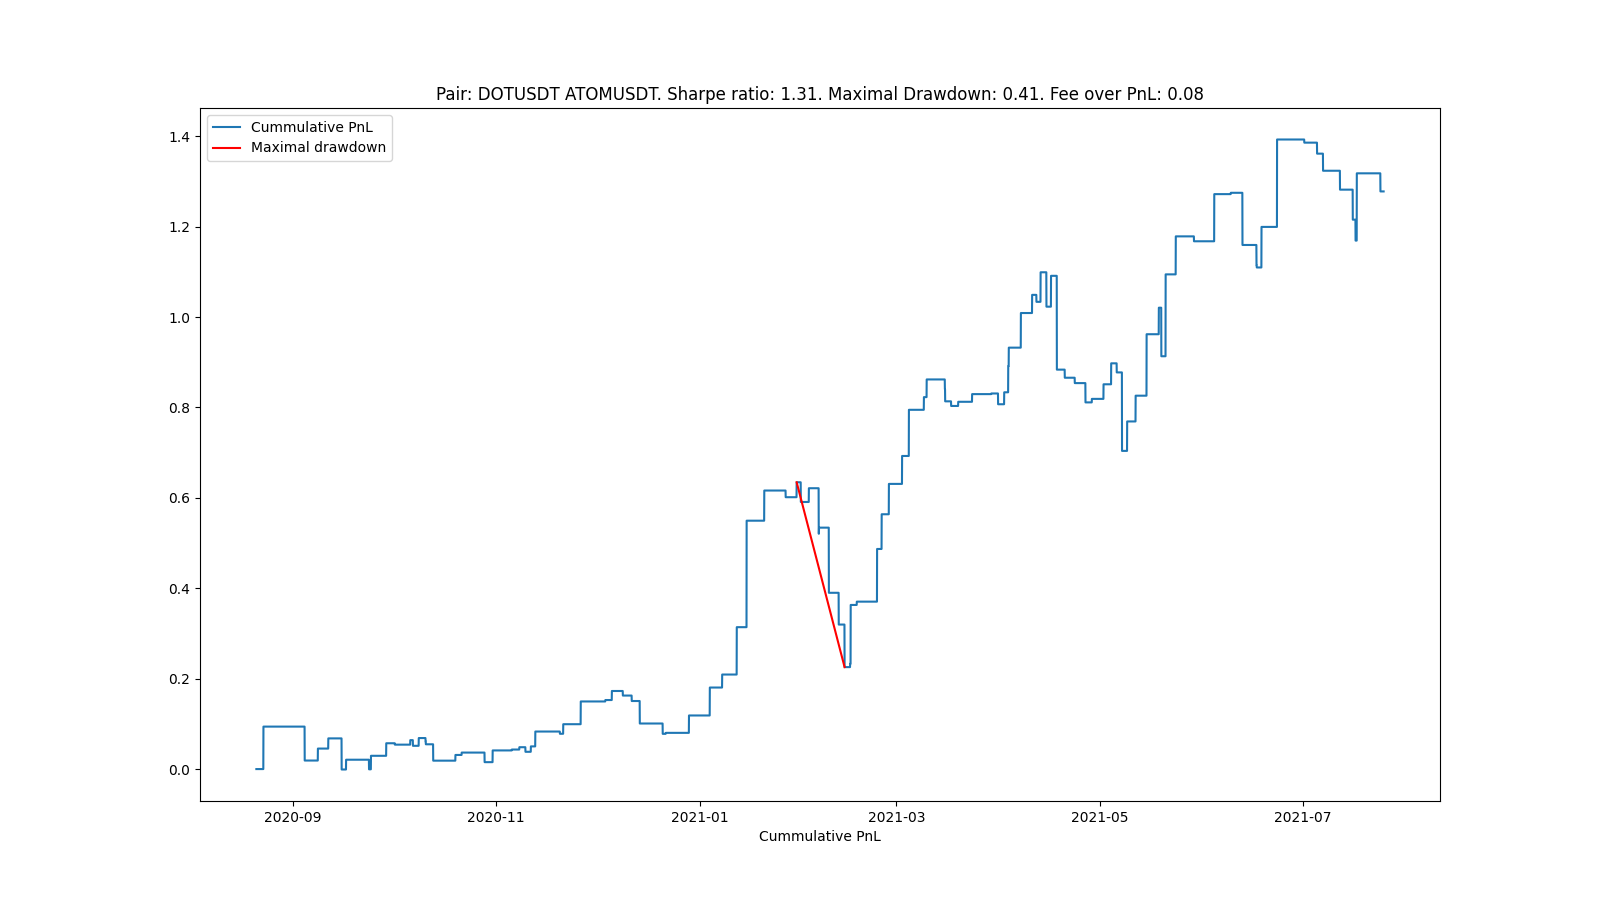 Pair: DOTUSDT ATOMUSDT. Sharpe ratio: 1.31. Maximal Drawdown: 0.41. Fee over PnL: 0.08
Cummulative PnL
Maximal drawdown
1.4
1.2
1.0
0.8
0.6
0.4
0.2
0.0
2020-09 2020-11 2021-01 2021-03 2021-05 2021-07
Cummulative PnL